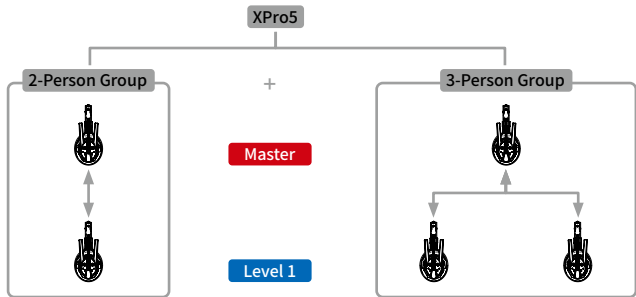 XPro5
2-Person Group
+
3-Person Group
Master
Level 1